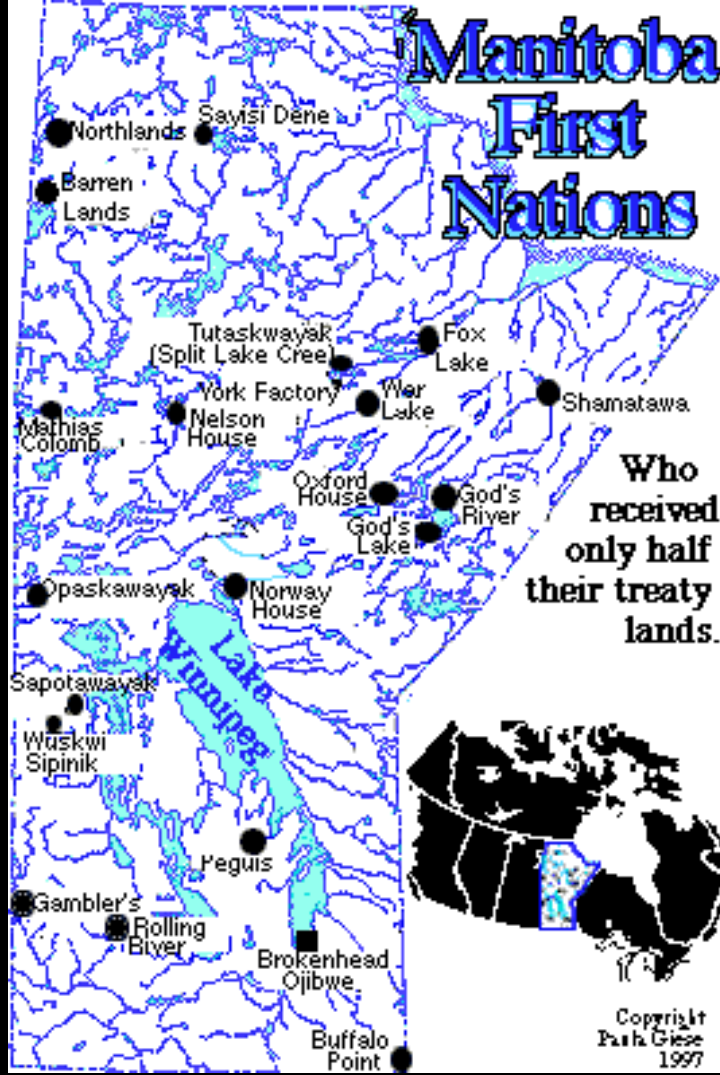 Manitoba
First
Nations
Sayisi Dene
Northlands
Barren
Lands
Tutaskwayak
(Split Lake Cree)
Fox
Lake
York Factory
War
Lake
Shamatawa
Mathias
Colomb
Nelson
House
Who
received
only half
their treaty
lands.
Oxford
House
God's
River
God's
Lake
Opaskawayak
Norway
House
Lake
Winnipeg
Sapotawayak
Wuskwi
Sipinik
Peguis
Gambler's
Rolling
River
Brokenhead
Ojibwe
Buffalo
Point
Copyright
Paula Giese
1997